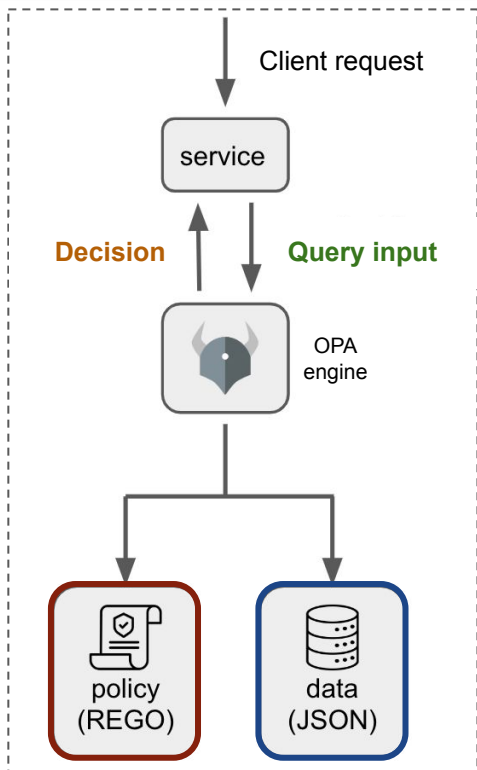 Client request
service
Decision
Query input
OPA
engine
policy
(REGO)
data
(JSON)